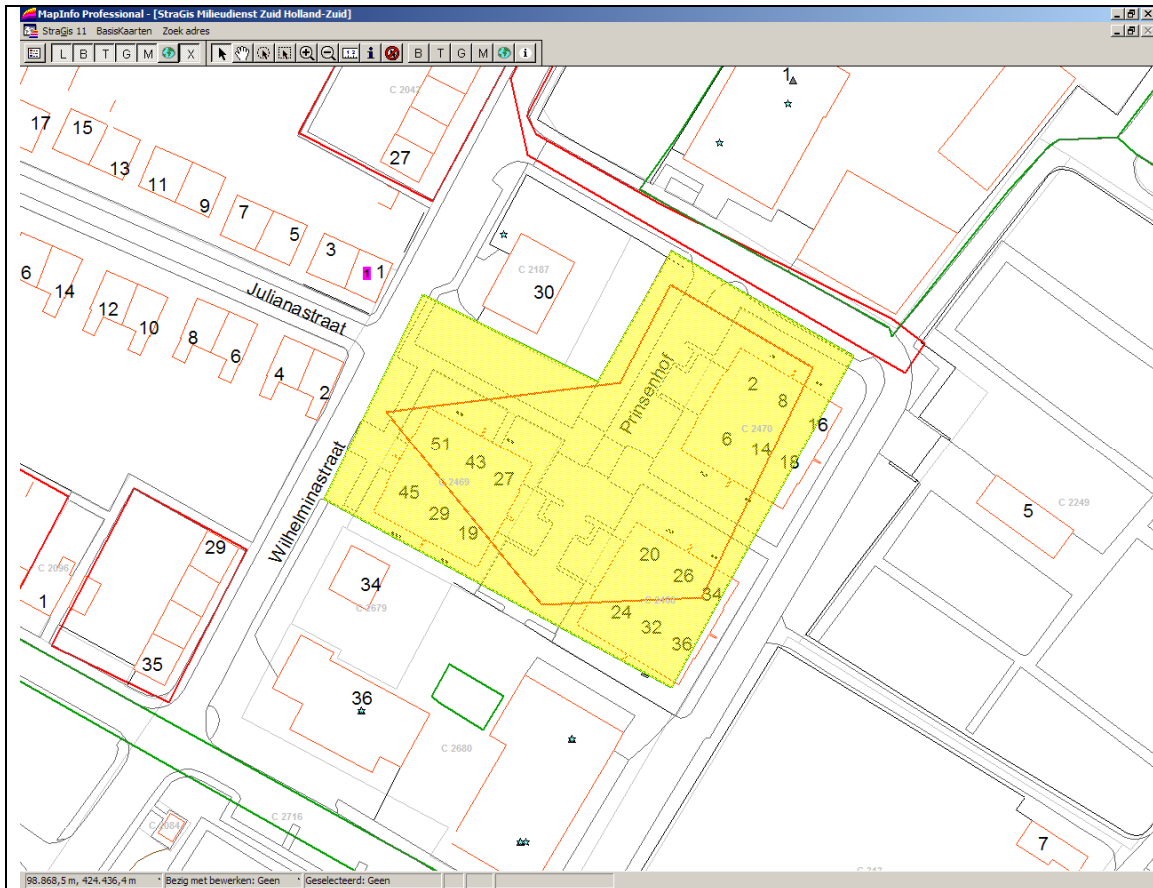 MapInfo Professional - [StraGis Milieudienst Zuid Holland-Zuid]
StraGis 11 BasisKaarten Zoek adres
L B T G M X B T G M
1
C 2042
17 15 13 11 9 7 5 3 1 1
27
C 2187
30
6 14 12 10 8 6 4 2
Julianastraat
Wilhelminastraat
Prinsenhof
2 8 16
C 2470
6 14 18
51 43 27
C 2469
45 29 19
20 26 34
24 32 36
C 2249
5
29
C 2096
1
35
34
C 2679
36
C 2680
C 2716
7
98.868,5 m, 424.436,4 m Bezig met bewerken: Geen Geselecteerd: Geen